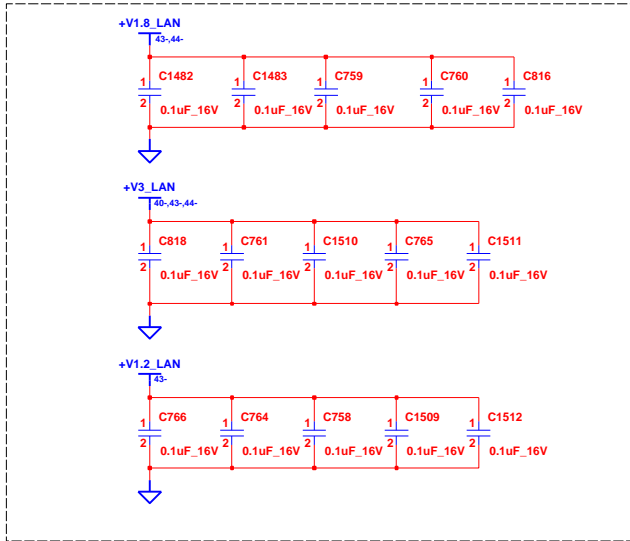 +V1.8_LAN
43-,44-
1 C1482 1 C1483 1 C759 1 C760 1 C816
2 0.1uF_16V 2 0.1uF_16V 2 0.1uF_16V 2 0.1uF_16V 2 0.1uF_16V
+V3_LAN
40-,43-,44-
1 C818 1 C761 1 C1510 1 C765 1 C1511
2 0.1uF_16V 2 0.1uF_16V 2 0.1uF_16V 2 0.1uF_16V 2 0.1uF_16V
+V1.2_LAN
43-
1 C766 1 C764 1 C758 1 C1509 1 C1512
2 0.1uF_16V 2 0.1uF_16V 2 0.1uF_16V 2 0.1uF_16V 2 0.1uF_16V